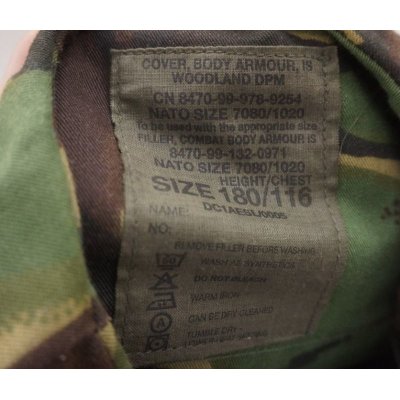 COVER, BODY ARMOUR, IS
WOODLAND DPM
CN 8470-99-978-9254
NATO SIZE 7080/1020
To be used with the appropriate size
FILLER, COMBAT BODY ARMOUR IS
8470-99-132-0971
NATO SIZE 7080/1020
HEIGHT/CHEST
SIZE 180/116
NAME: DC1AESL/0005
NO:
REMOVE FILLER BEFORE WASHING
WASH AS SYNTHETICS
DO NOT BLEACH
WARM IRON
CAN BE DRY CLEANED
TUMBLE DRY